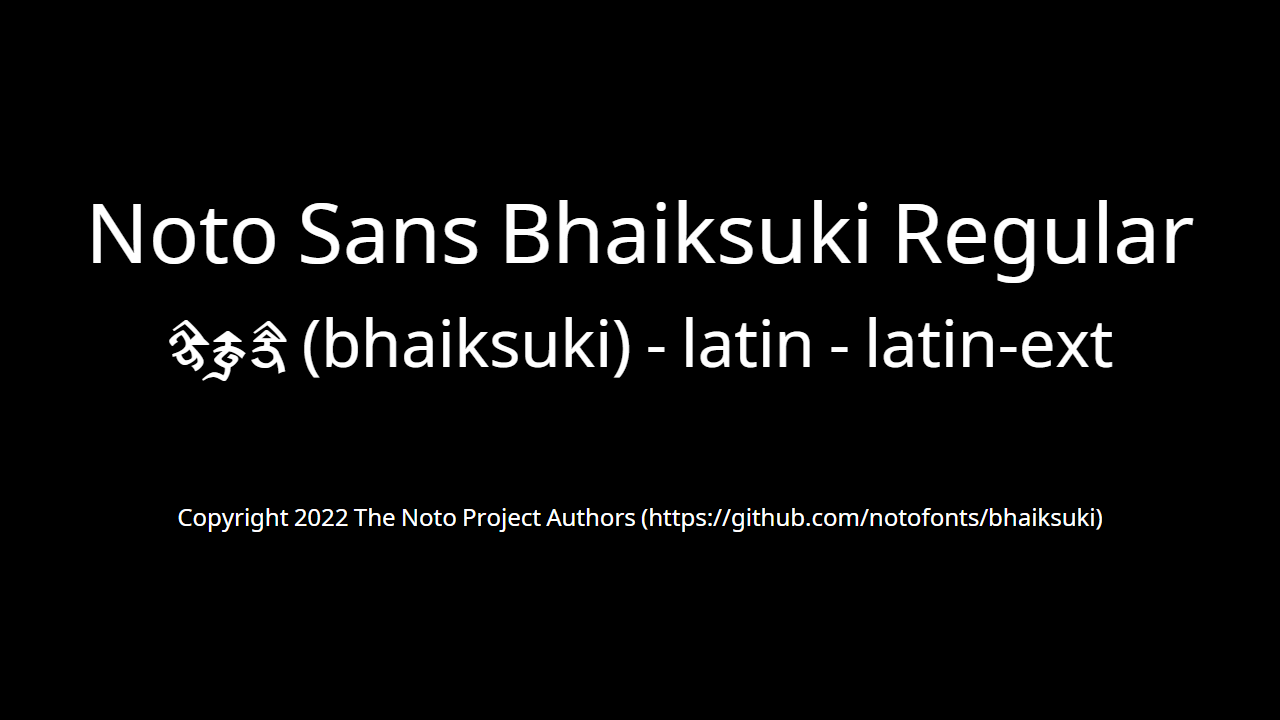 Noto Sans Bhaiksuki Regular
(bhaiksuki) - latin - latin-ext
Copyright 2022 The Noto Project Authors (https://github.com/notofonts/bhaiksuki)